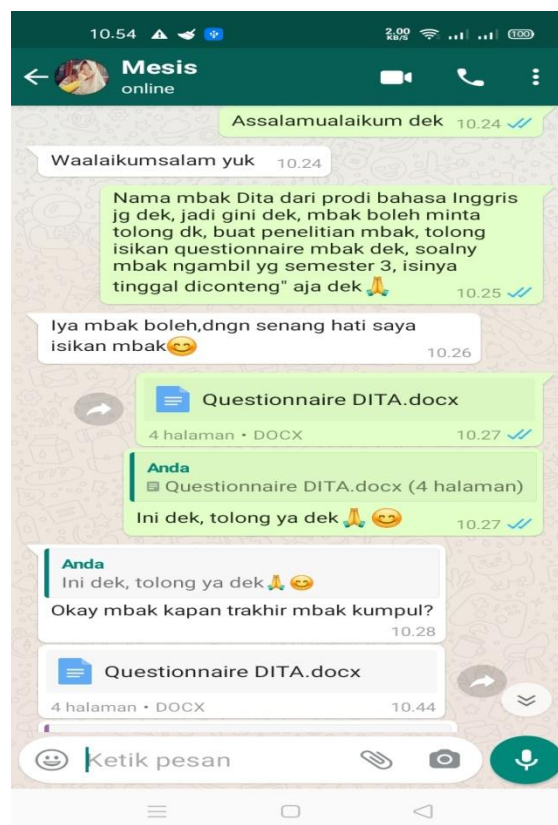 10.54
2,00
KB/S
100
Mesis
online
Assalamualaikum dek 10.24
Waalaikumsalam yuk 10.24
Nama mbak Dita dari prodi bahasa Inggris
jg dek, jadi gini dek, mbak boleh minta
tolong dk, buat penelitian mbak, tolong
isikan questionnaire mbak dek, soalny
mbak ngambil yg semester 3, isinya
tinggal diconteng" aja dek🙏 10.25
Iya mbak boleh,dngn senang hati saya
isikan mbak😊 10.26
Questionnaire DITA.docx
4 halaman • DOCX 10.27
Anda
Questionnaire DITA.docx (4 halaman)
Ini dek, tolong ya dek🙏😊 10.27
Anda
Ini dek, tolong ya dek🙏😊
Okay mbak kapan trakhir mbak kumpul?
10.28
Questionnaire DITA.docx
4 halaman • DOCX 10.44
Ketik pesan